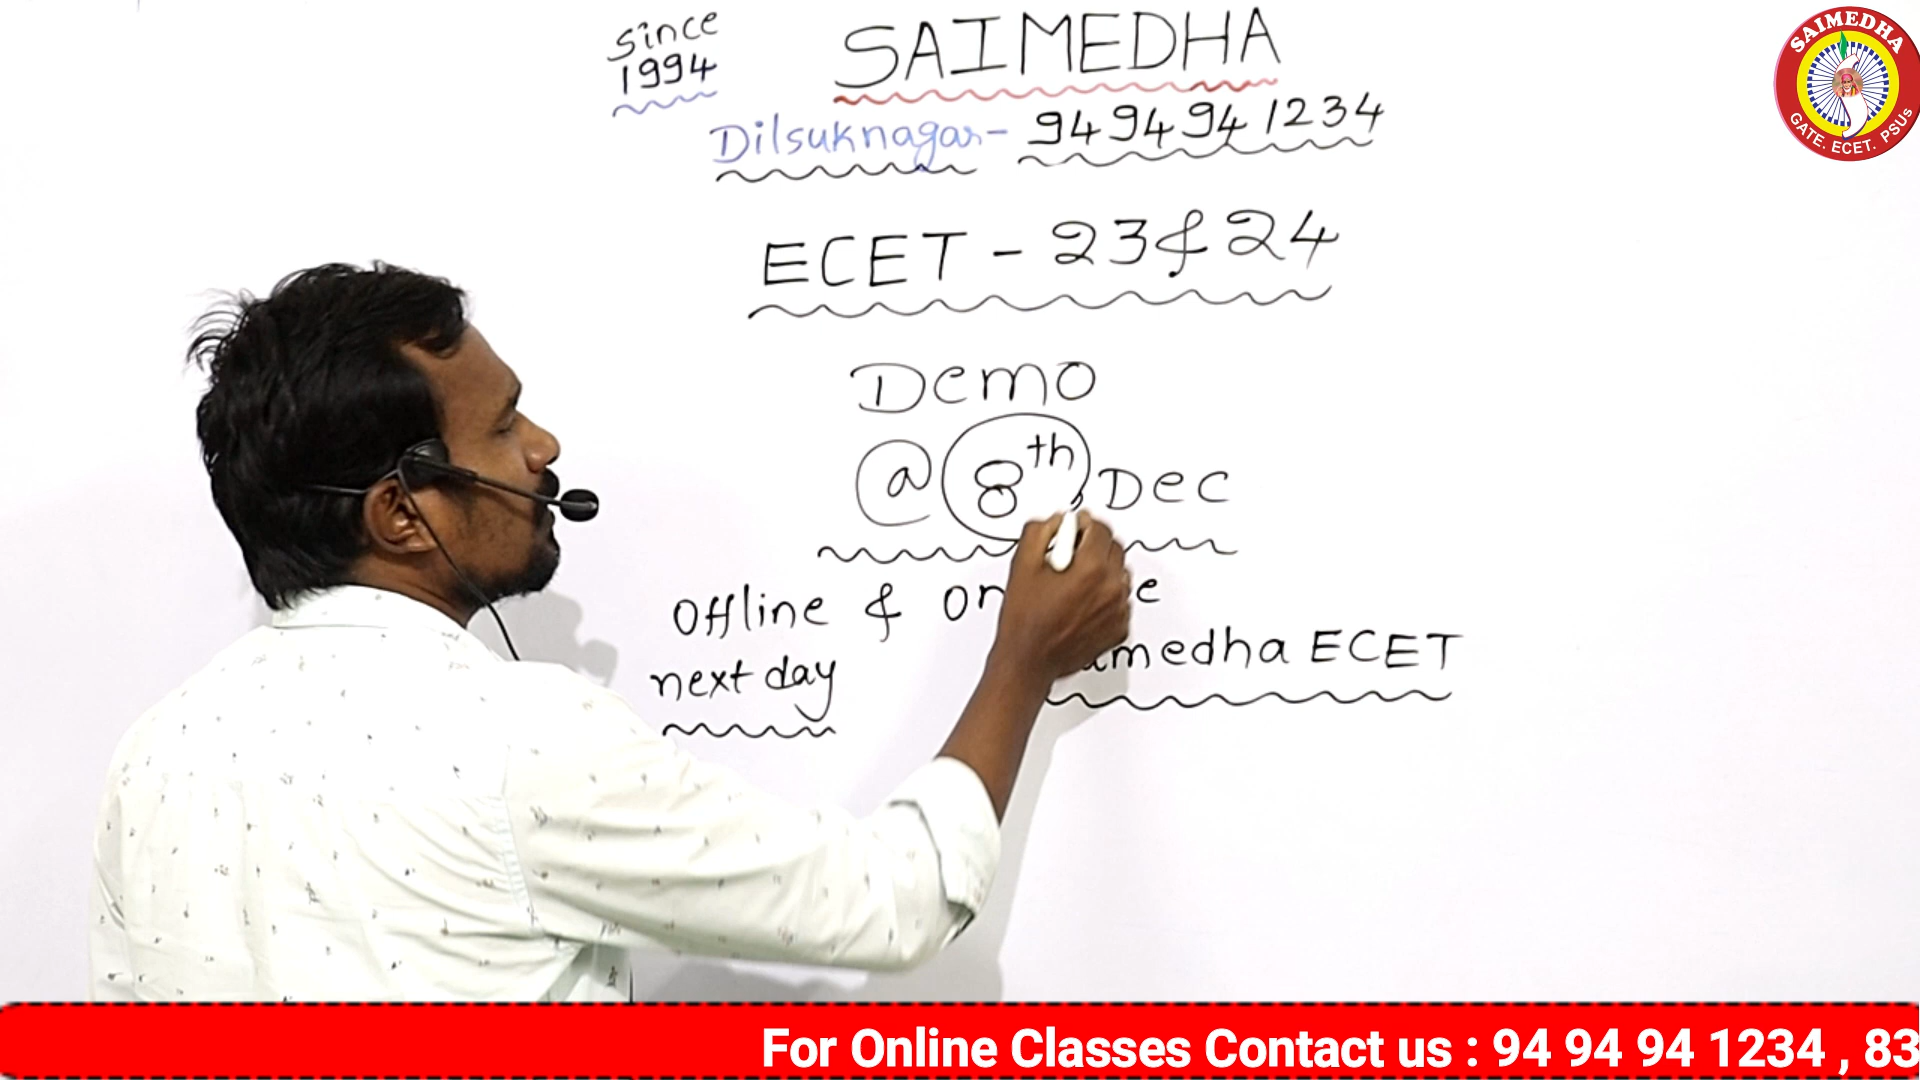 Since
1994
SAIMEDHA
Dilsuknagar- 9494941234
ECET - 23 & 24
Demo
@ 8th Dec
Offline & on
next day
medha ECET
SAIMEDHA
GATE. ECET. PSUs
For Online Classes Contact us : 94 94 94 1234 , 83